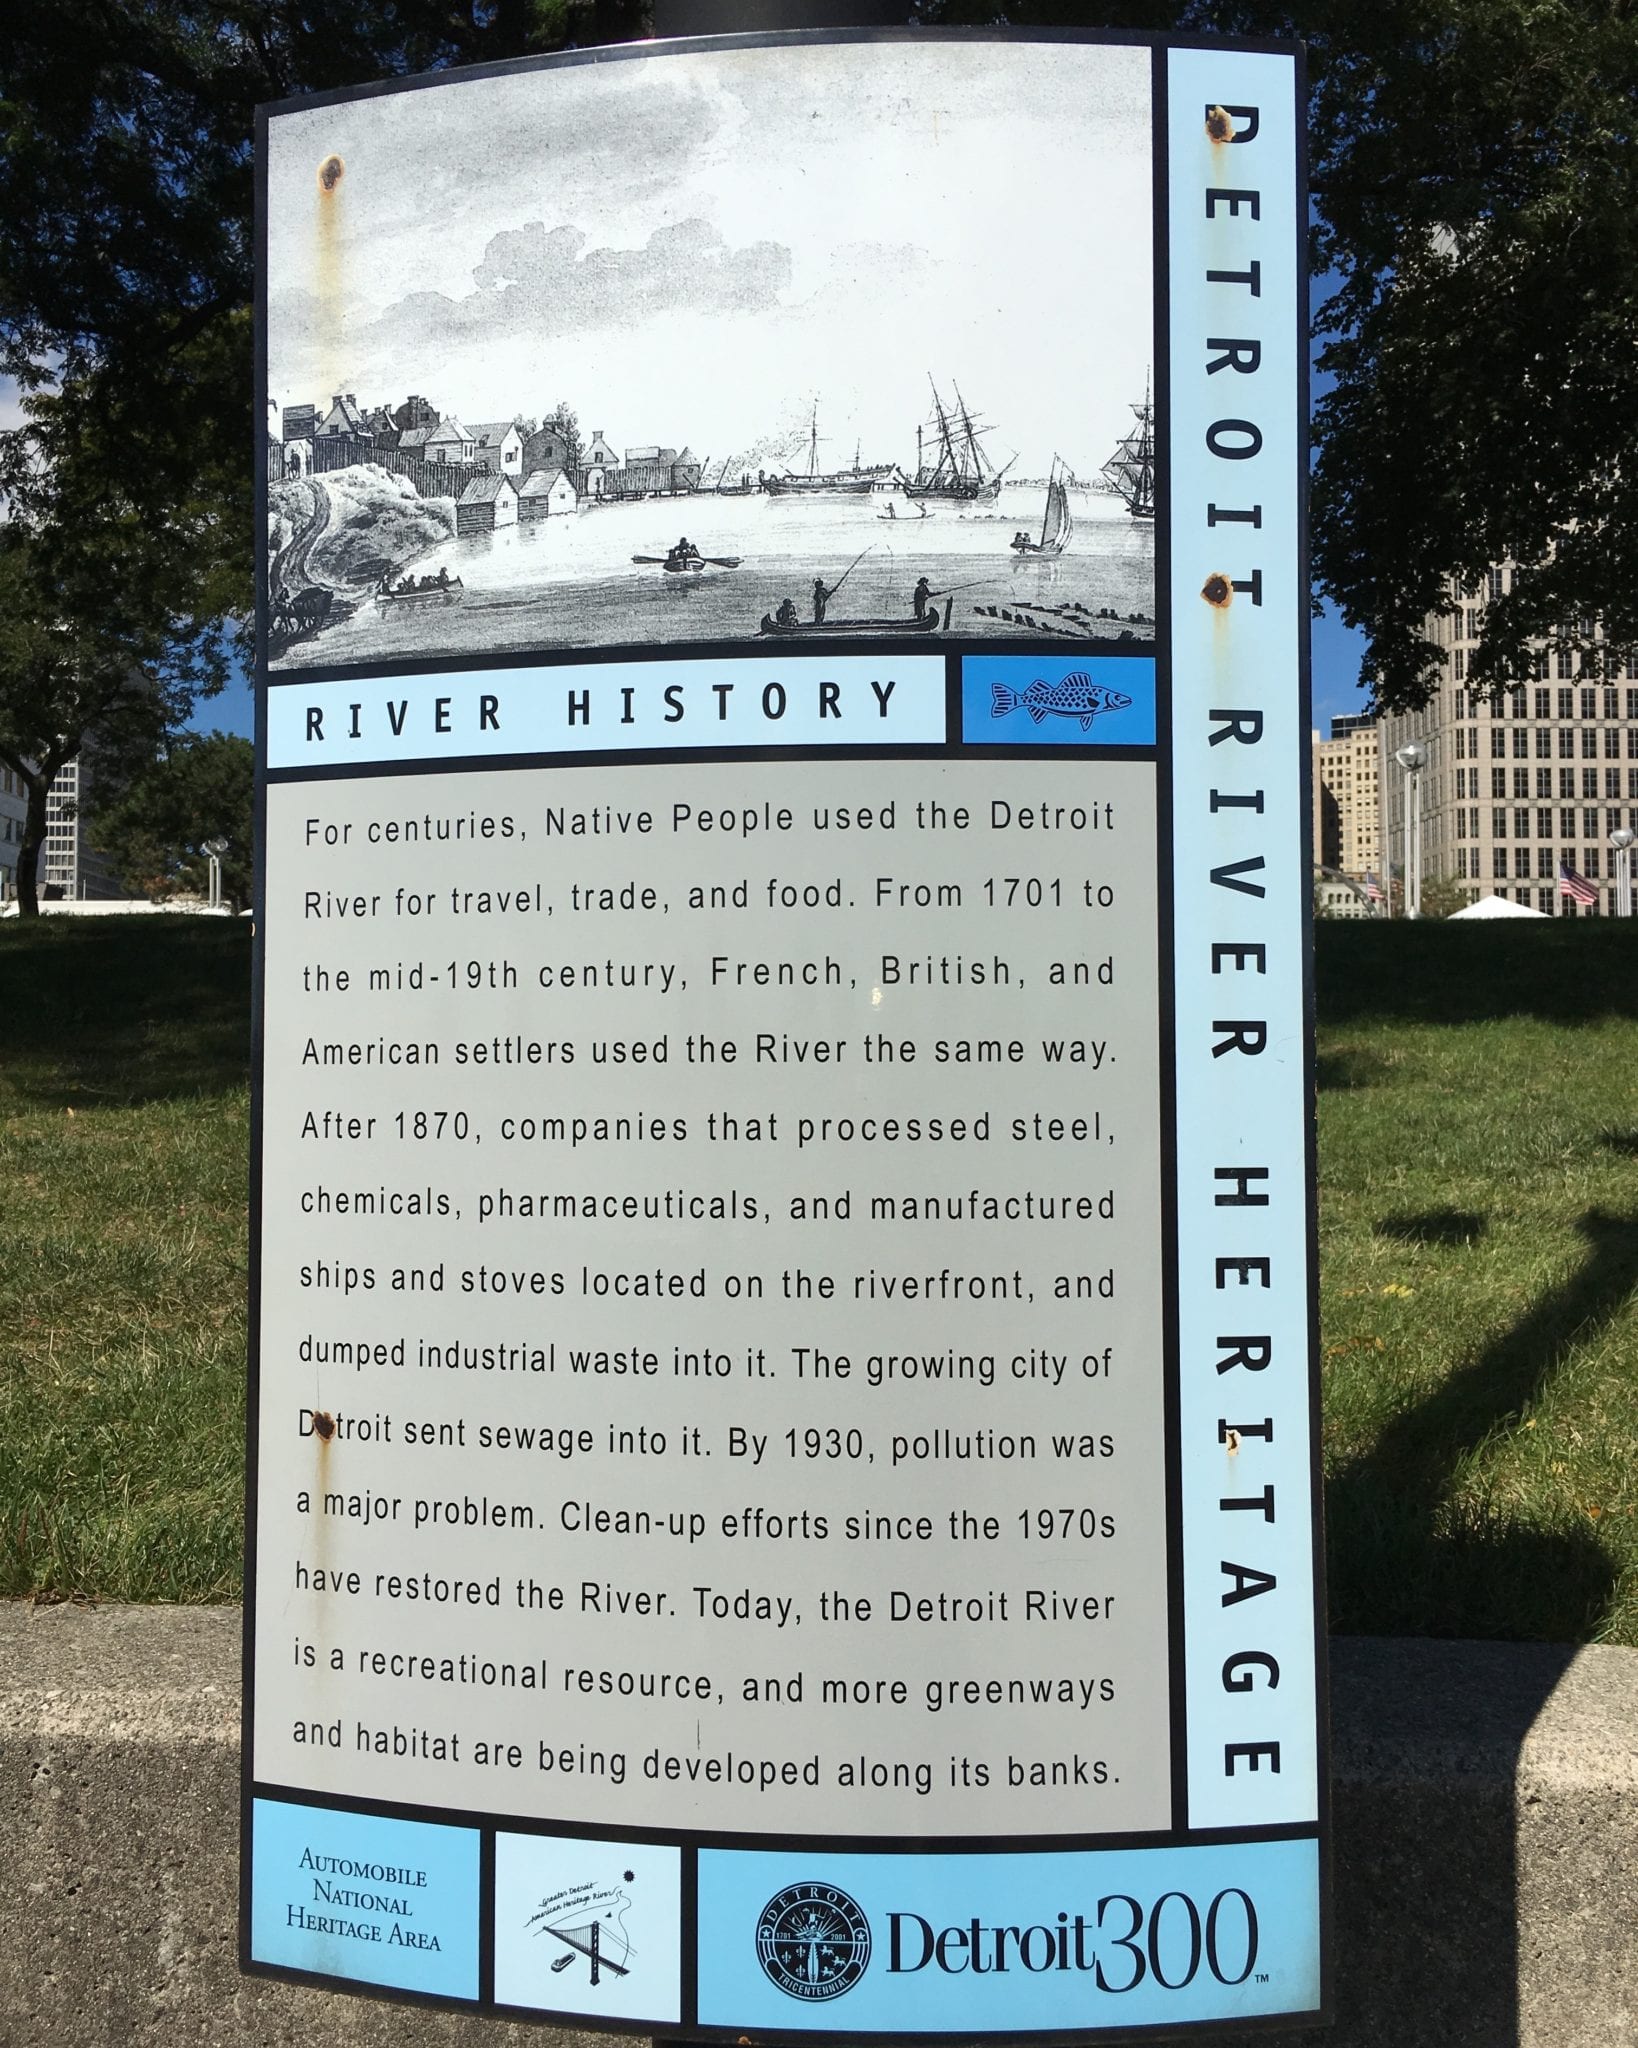 DETROIT RIVER HERITAGE
RIVER HISTORY
For centuries, Native People used the Detroit
River for travel, trade, and food. From 1701 to
the mid-19th century, French, British, and
American settlers used the River the same way.
After 1870, companies that processed steel,
chemicals, pharmaceuticals, and manufactured
ships and stoves located on the riverfront, and
dumped industrial waste into it. The growing city of
Detroit sent sewage into it. By 1930, pollution was
a major problem. Clean-up efforts since the 1970s
have restored the River. Today, the Detroit River
is a recreational resource, and more greenways
and habitat are being developed along its banks.
AUTOMOBILE
NATIONAL
HERITAGE AREA
Greater Detroit
American Heritage River
DETROIT
1701 2001
TRICENTENNIAL
Detroit300™